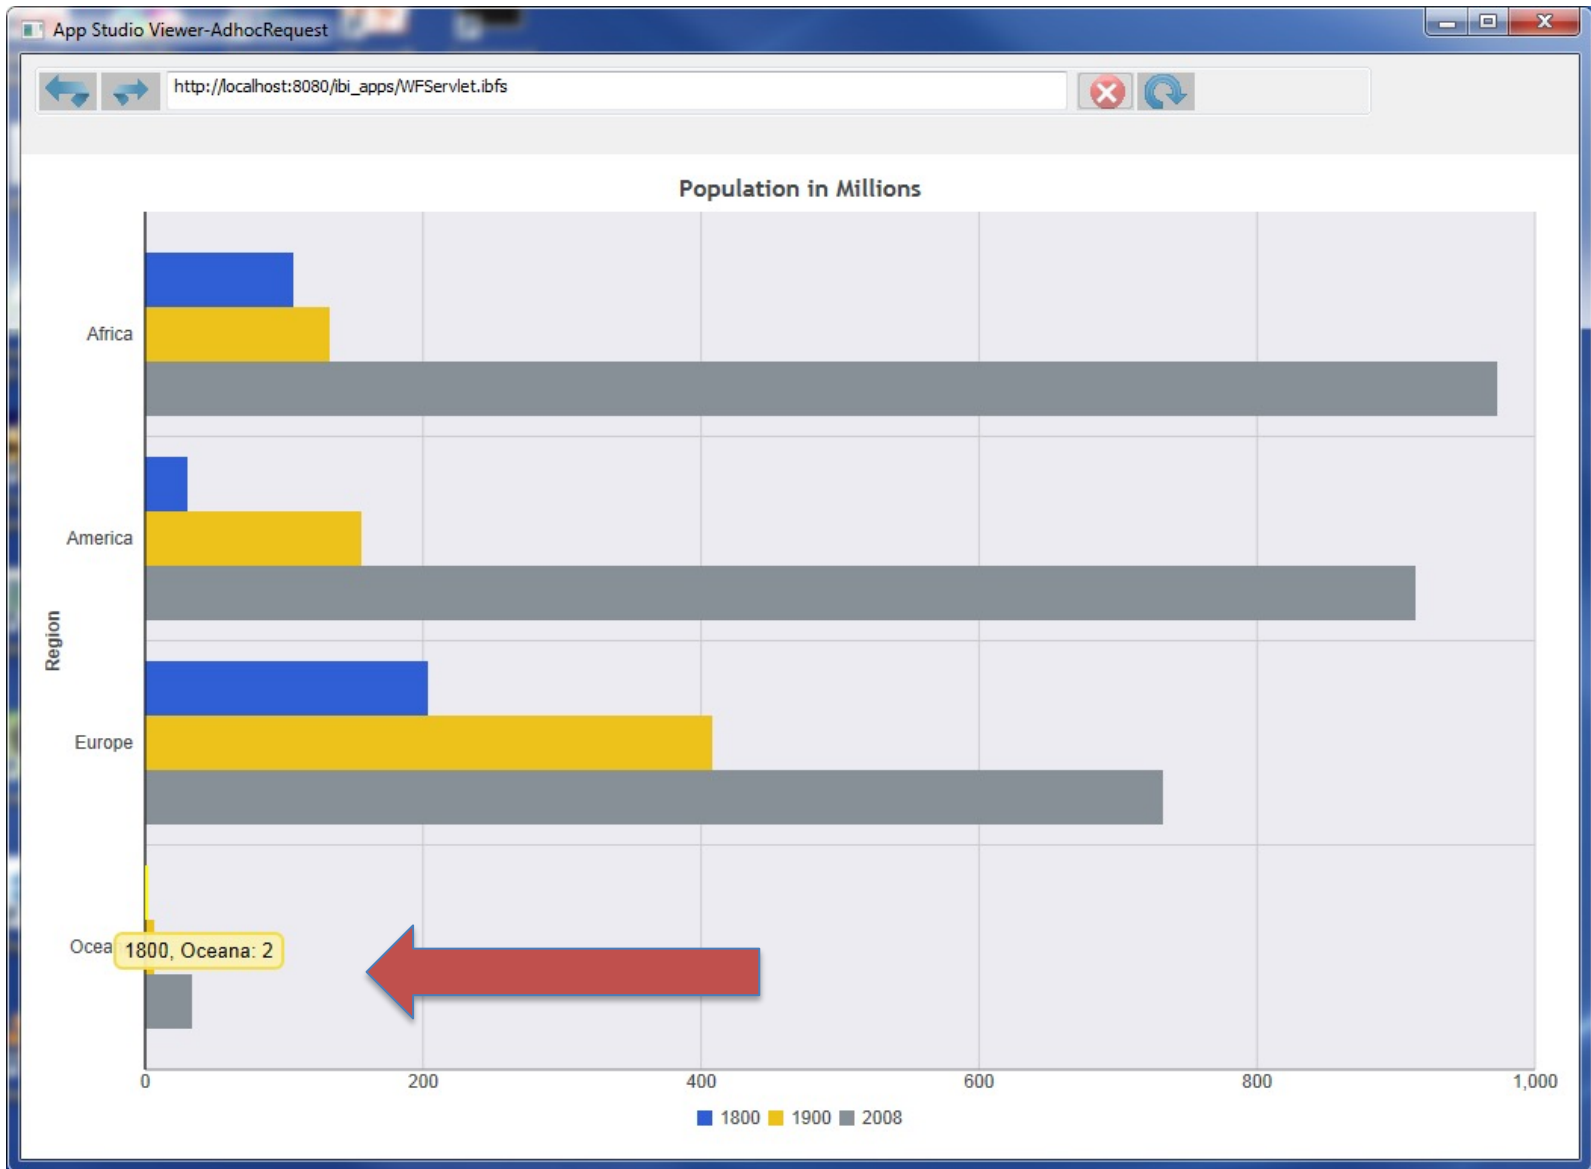 App Studio Viewer-AdhocRequest
http://localhost:8080/ibi_apps/WFServlet.ibfs
Population in Millions
Africa
America
Region
Europe
1800, Oceana: 2
0 200 400 600 800 1,000
1800 1900 2008